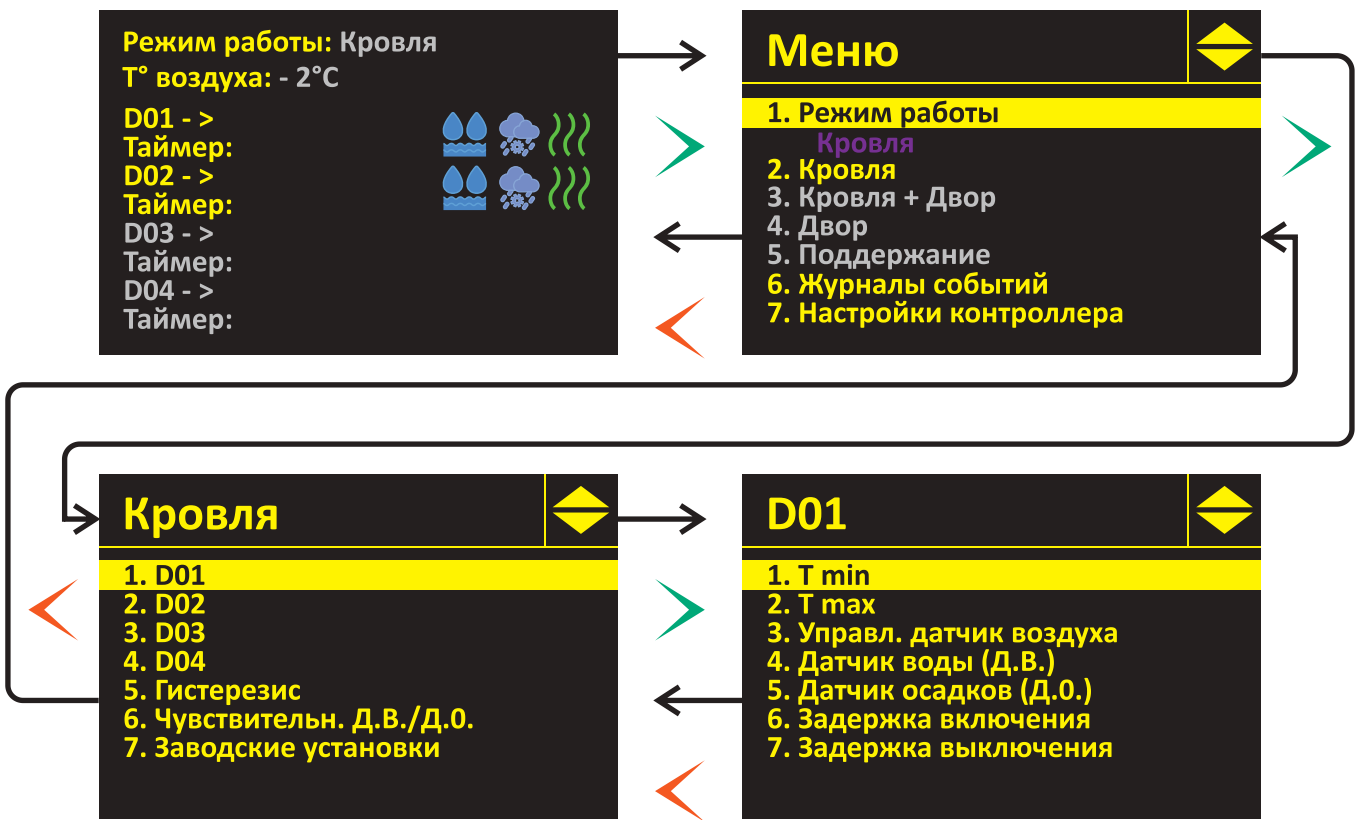 Режим работы: Кровля
T° воздуха: - 2°C
D01 - >
Таймер:
D02 - >
Таймер:
D03 - >
Таймер:
D04 - >
Таймер:
Меню
1. Режим работы
Кровля
2. Кровля
3. Кровля + Двор
4. Двор
5. Поддержание
6. Журналы событий
7. Настройки контроллера
Кровля
1. D01
2. D02
3. D03
4. D04
5. Гистерезис
6. Чувствительн. Д.В./Д.О.
7. Заводские установки
D01
1. T min
2. T max
3. Управл. датчик воздуха
4. Датчик воды (Д.В.)
5. Датчик осадков (Д.О.)
6. Задержка включения
7. Задержка выключения